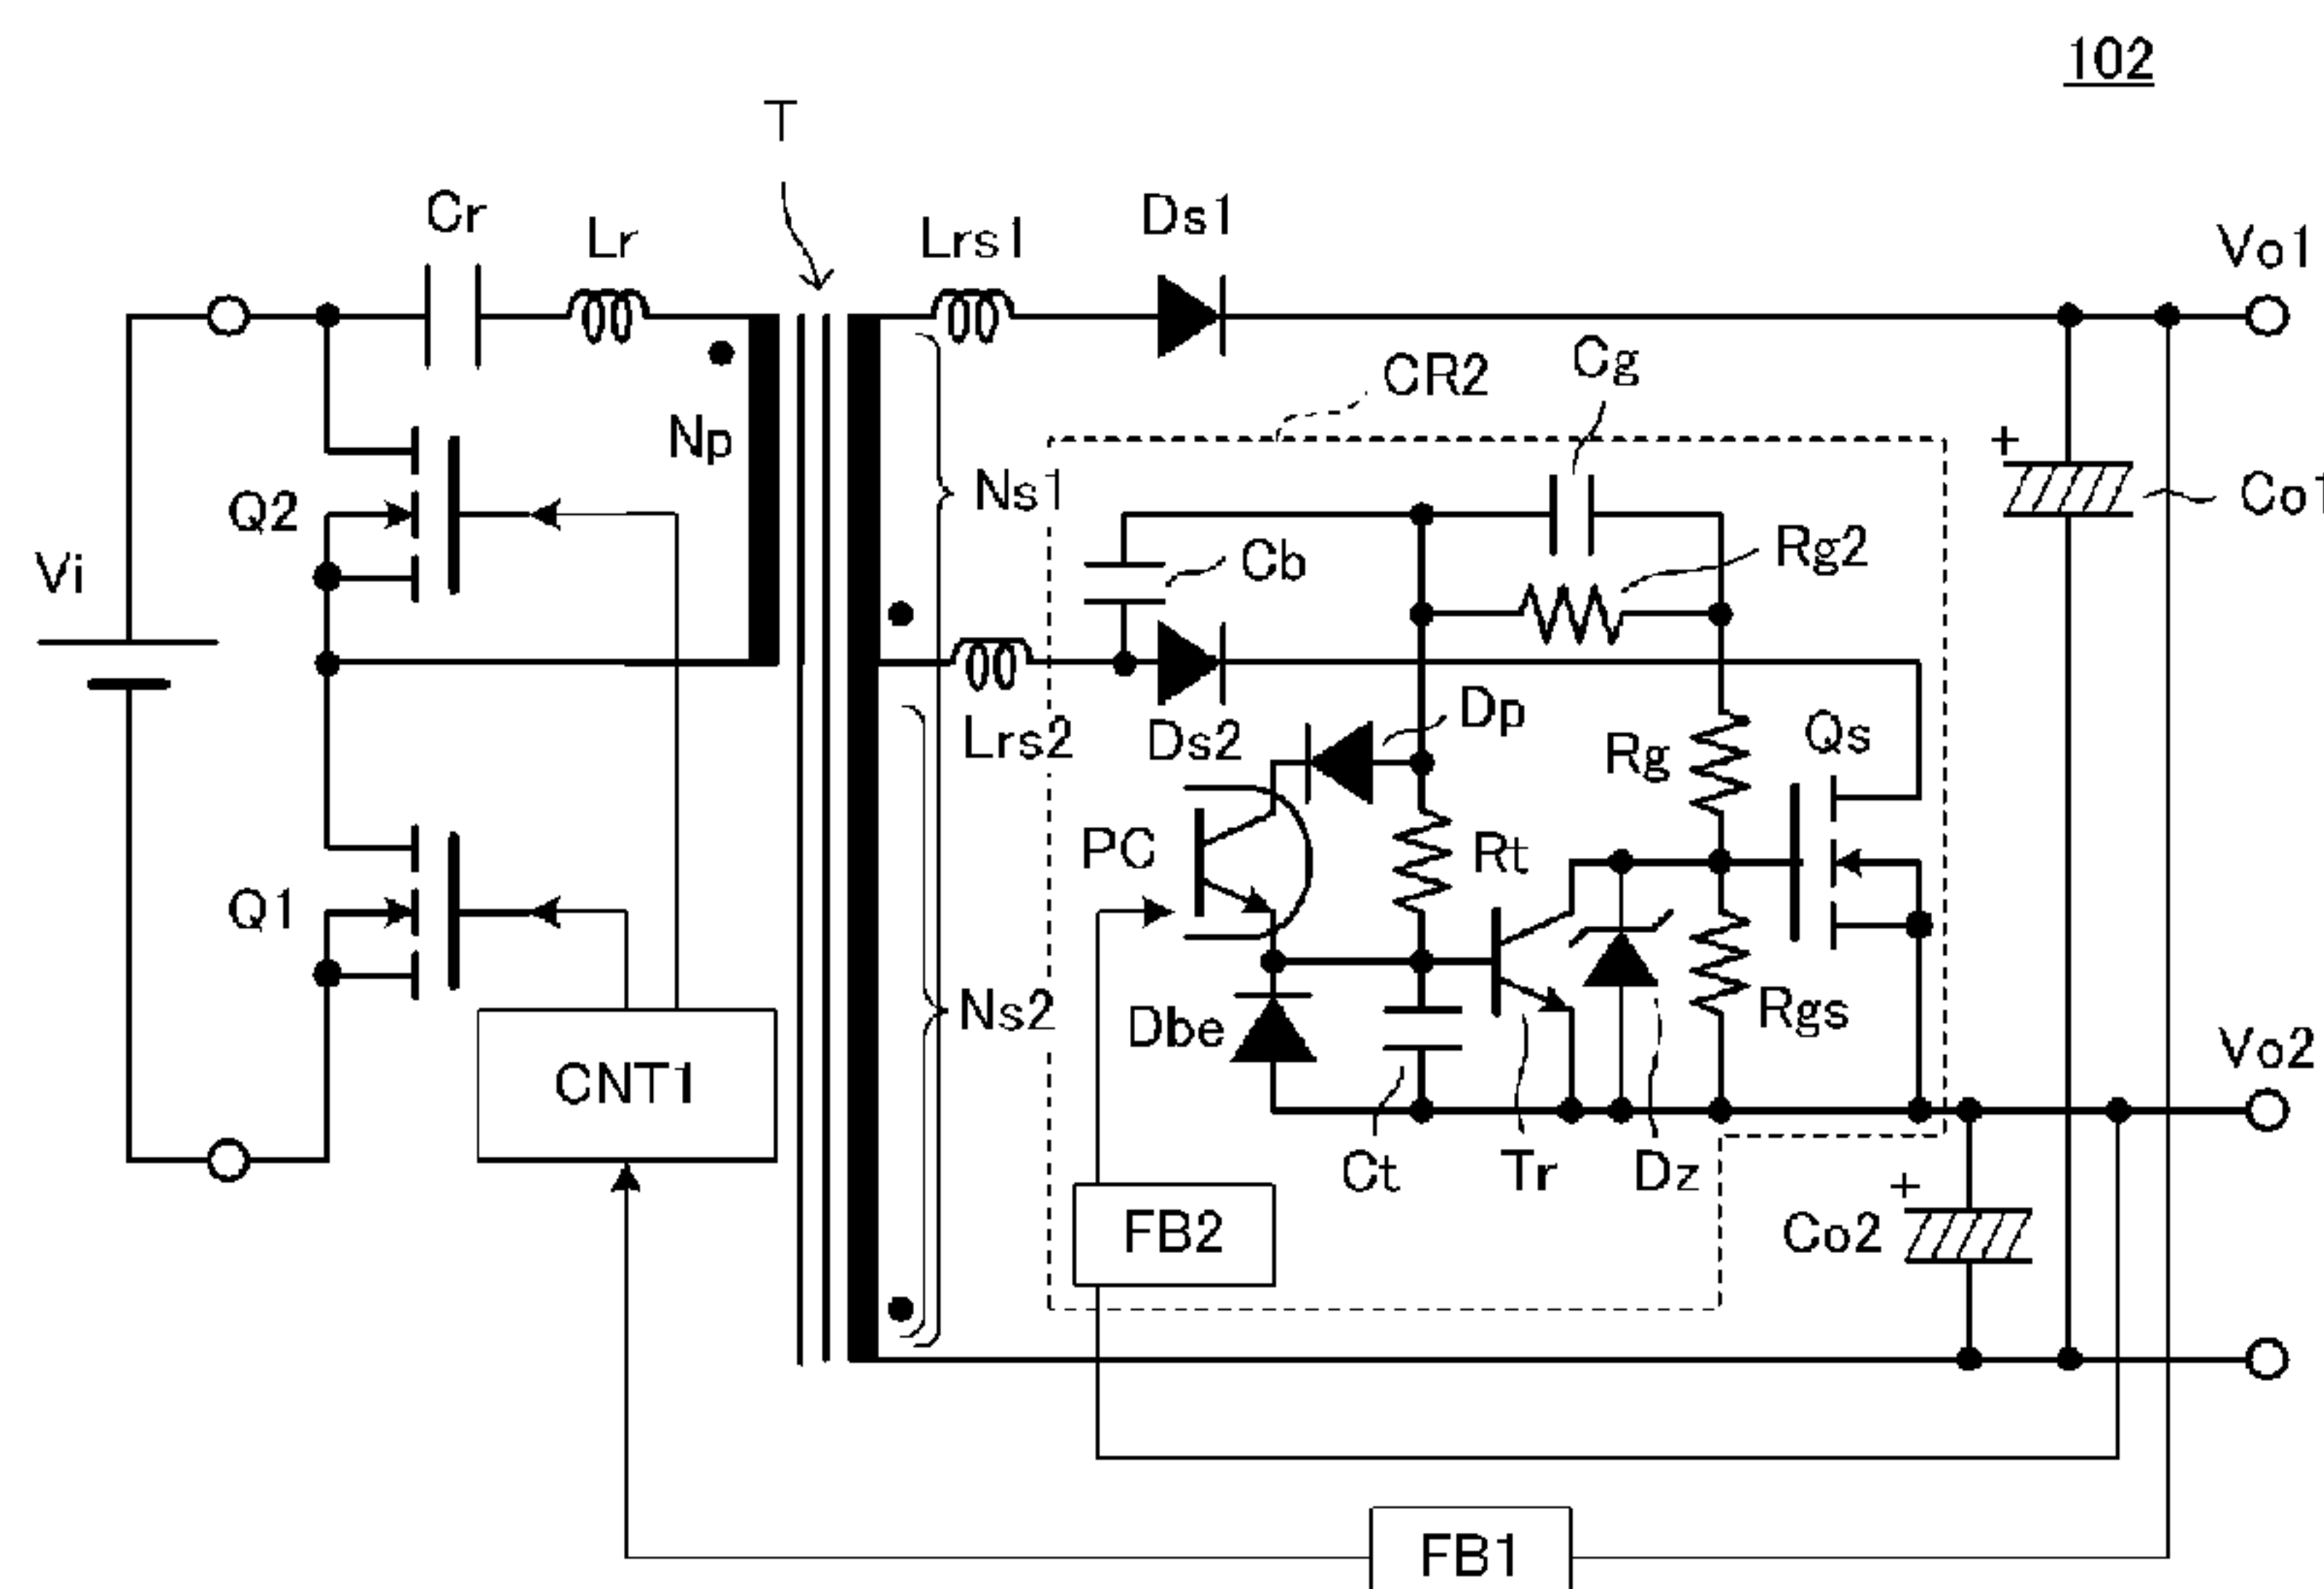 102
T
Cr
Lr
Lrs1
Ds1
Vo1
CR2
Cg
Np
Ns1
Co1
Q2
Cb
Rg2
Vi
Lrs2
Ds2
Dp
Rg
Qs
PC
Rt
Q1
Ns2
Dbe
Rgs
CNT1
Vo2
Ct
Tr
Dz
+
+
FB2
Co2
FB1